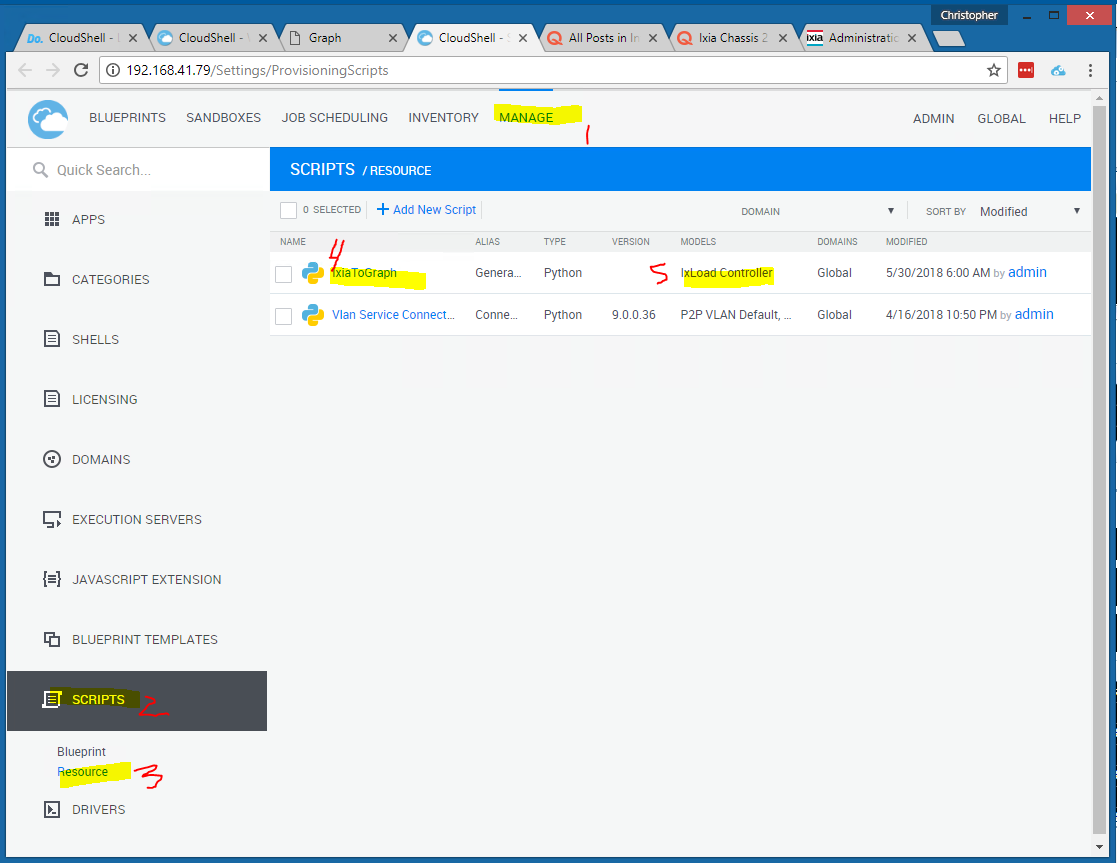 Christopher
Do. CloudShell -
CloudShell -
Graph
CloudShell -
All Posts in In
Ixia Chassis 2
ixia Administratic
192.168.41.79/Settings/ProvisioningScripts
BLUEPRINTS SANDBOXES JOB SCHEDULING INVENTORY MANAGE ADMIN GLOBAL HELP
1
Quick Search...
SCRIPTS / RESOURCE
0 SELECTED + Add New Script DOMAIN SORT BY Modified
NAME ALIAS TYPE VERSION MODELS DOMAINS MODIFIED
4
IxiaToGraph Genera... Python 5 IxLoad Controller Global 5/30/2018 6:00 AM by admin
Vlan Service Connect... Conne... Python 9.0.0.36 P2P VLAN Default, ... Global 4/16/2018 10:50 PM by admin
APPS
CATEGORIES
SHELLS
LICENSING
DOMAINS
EXECUTION SERVERS
JAVASCRIPT EXTENSION
BLUEPRINT TEMPLATES
SCRIPTS 2
Blueprint
Resource 3
DRIVERS